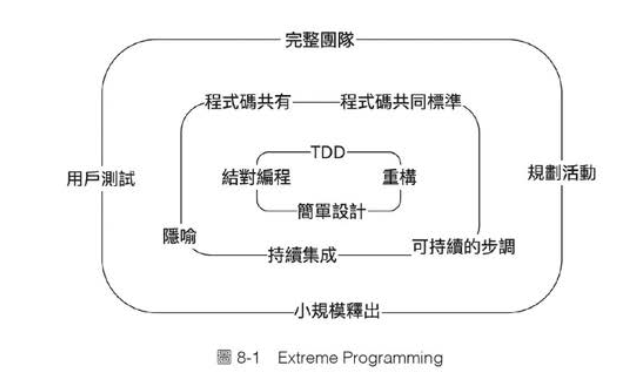 完整團隊
程式碼共有 程式碼共同標準
TDD
用戶測試 結對編程 重構 規劃活動
簡單設計
隱喻 持續集成 可持續的步調
小規模釋出
圖 8-1 Extreme Programming